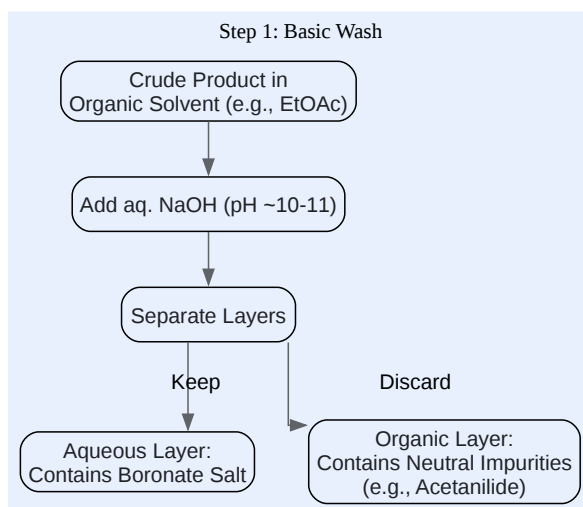 Step 1: Basic Wash
Crude Product in
Organic Solvent (e.g., EtOAc)
Add aq. NaOH (pH ~10-11)
Separate Layers
Keep
Discard
Aqueous Layer:
Contains Boronate Salt
Organic Layer:
Contains Neutral Impurities
(e.g., Acetanilide)